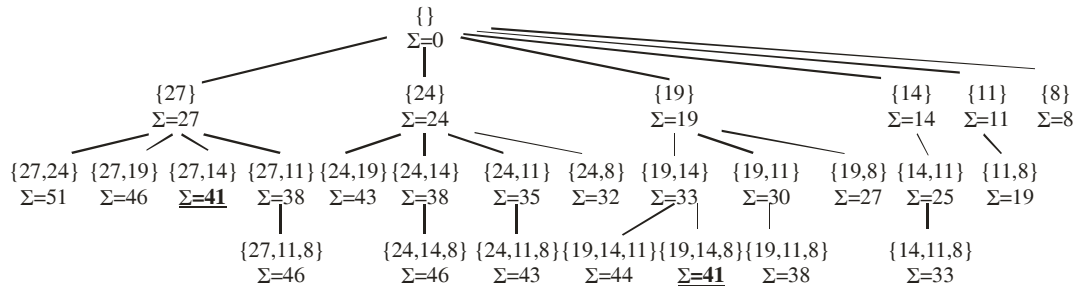 {}
Σ=0
{27} {24} {19} {14} {11} {8}
Σ=27 Σ=24 Σ=19 Σ=14 Σ=11 Σ=8
{27,24} {27,19} {27,14} {27,11} {24,19} {24,14} {24,11} {24,8} {19,14} {19,11} {19,8} {14,11} {11,8}
Σ=51 Σ=46 Σ=41 Σ=38 Σ=43 Σ=38 Σ=35 Σ=32 Σ=33 Σ=30 Σ=27 Σ=25 Σ=19
{27,11,8} {24,14,8} {24,11,8} {19,14,11} {19,14,8} {19,11,8} {14,11,8}
Σ=46 Σ=46 Σ=43 Σ=44 Σ=41 Σ=38 Σ=33